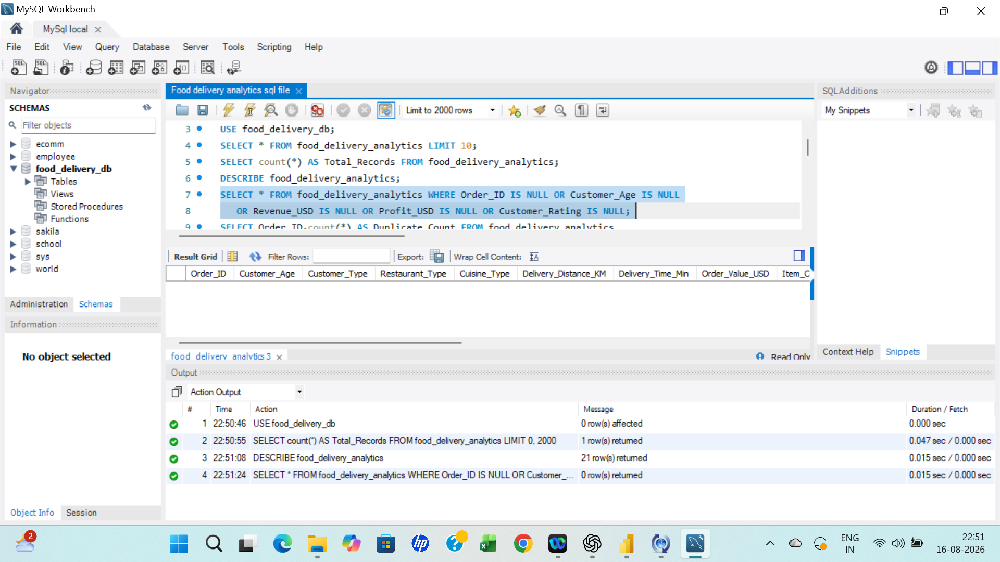 MySQL Workbench
MySql local
File Edit View Query Database Server Tools Scripting Help
Navigator
SCHEMAS
Filter objects
ecomm
employee
food_delivery_db
Tables
Views
Stored Procedures
Functions
sakila
school
sys
world
Administration Schemas
Information
No object selected
Object Info Session
Food delivery analytics sql file
Limit to 2000 rows
3 USE food_delivery_db;
4 SELECT * FROM food_delivery_analytics LIMIT 10;
5 SELECT count(*) AS Total_Records FROM food_delivery_analytics;
6 DESCRIBE food_delivery_analytics;
7 SELECT * FROM food_delivery_analytics WHERE Order_ID IS NULL OR Customer_Age IS NULL
8 OR Revenue_USD IS NULL OR Profit_USD IS NULL OR Customer_Rating IS NULL;
9 SELECT Order_ID,count(*) AS Duplicate_Count FROM food_delivery_analytics
Result Grid Filter Rows: Export: Wrap Cell Content:
Order_ID Customer_Age Customer_Type Restaurant_Type Cuisine_Type Delivery_Distance_KM Delivery_Time_Min Order_Value_USD Item_C
food_delivery_analytics 3 Read Only
SQLAdditions
My Snippets
Context Help Snippets
Output
Action Output
# Time Action Message Duration / Fetch
1 22:50:46 USE food_delivery_db 0 row(s) affected 0.000 sec
2 22:50:55 SELECT count(*) AS Total_Records FROM food_delivery_analytics LIMIT 0, 2000 1 row(s) returned 0.047 sec / 0.000 sec
3 22:51:08 DESCRIBE food_delivery_analytics 21 row(s) returned 0.015 sec / 0.000 sec
4 22:51:24 SELECT * FROM food_delivery_analytics WHERE Order_ID IS NULL OR Customer_... 0 row(s) returned 0.015 sec / 0.000 sec
2
ENG
IN
22:51
16-08-2026